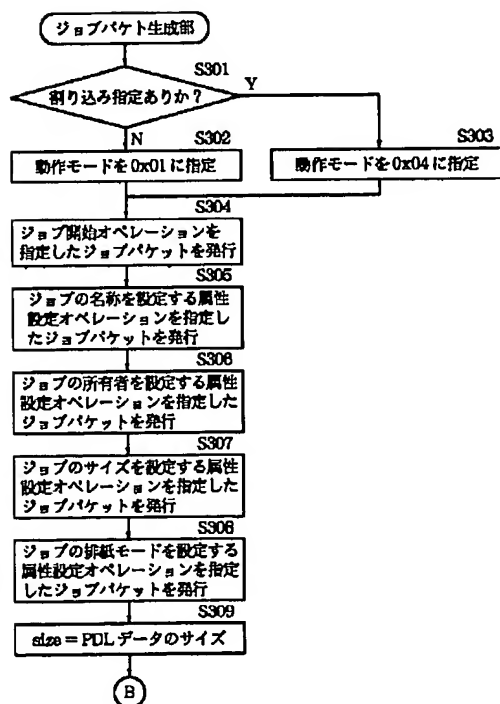 ジョブパケト生成部
S301
割り込み指定ありか？
Y
N
S302
S303
動作モードを0x01に指定
動作モードを0x04に指定
S304
ジョブ開始オペレーションを
指定したジョブパケットを発行
S305
ジョブの名称を設定する属性
設定オペレーションを指定し
たジョブパケットを発行
S306
ジョブの所有者を設定する属性
設定オペレーションを指定した
ジョブパケットを発行
S307
ジョブのサイズを設定する属性
設定オペレーションを指定した
ジョブパケットを発行
S308
ジョブの排紙モードを設定する
属性設定オペレーションを指定
したジョブパケットを発行
S309
size＝PDLデータのサイズ
B